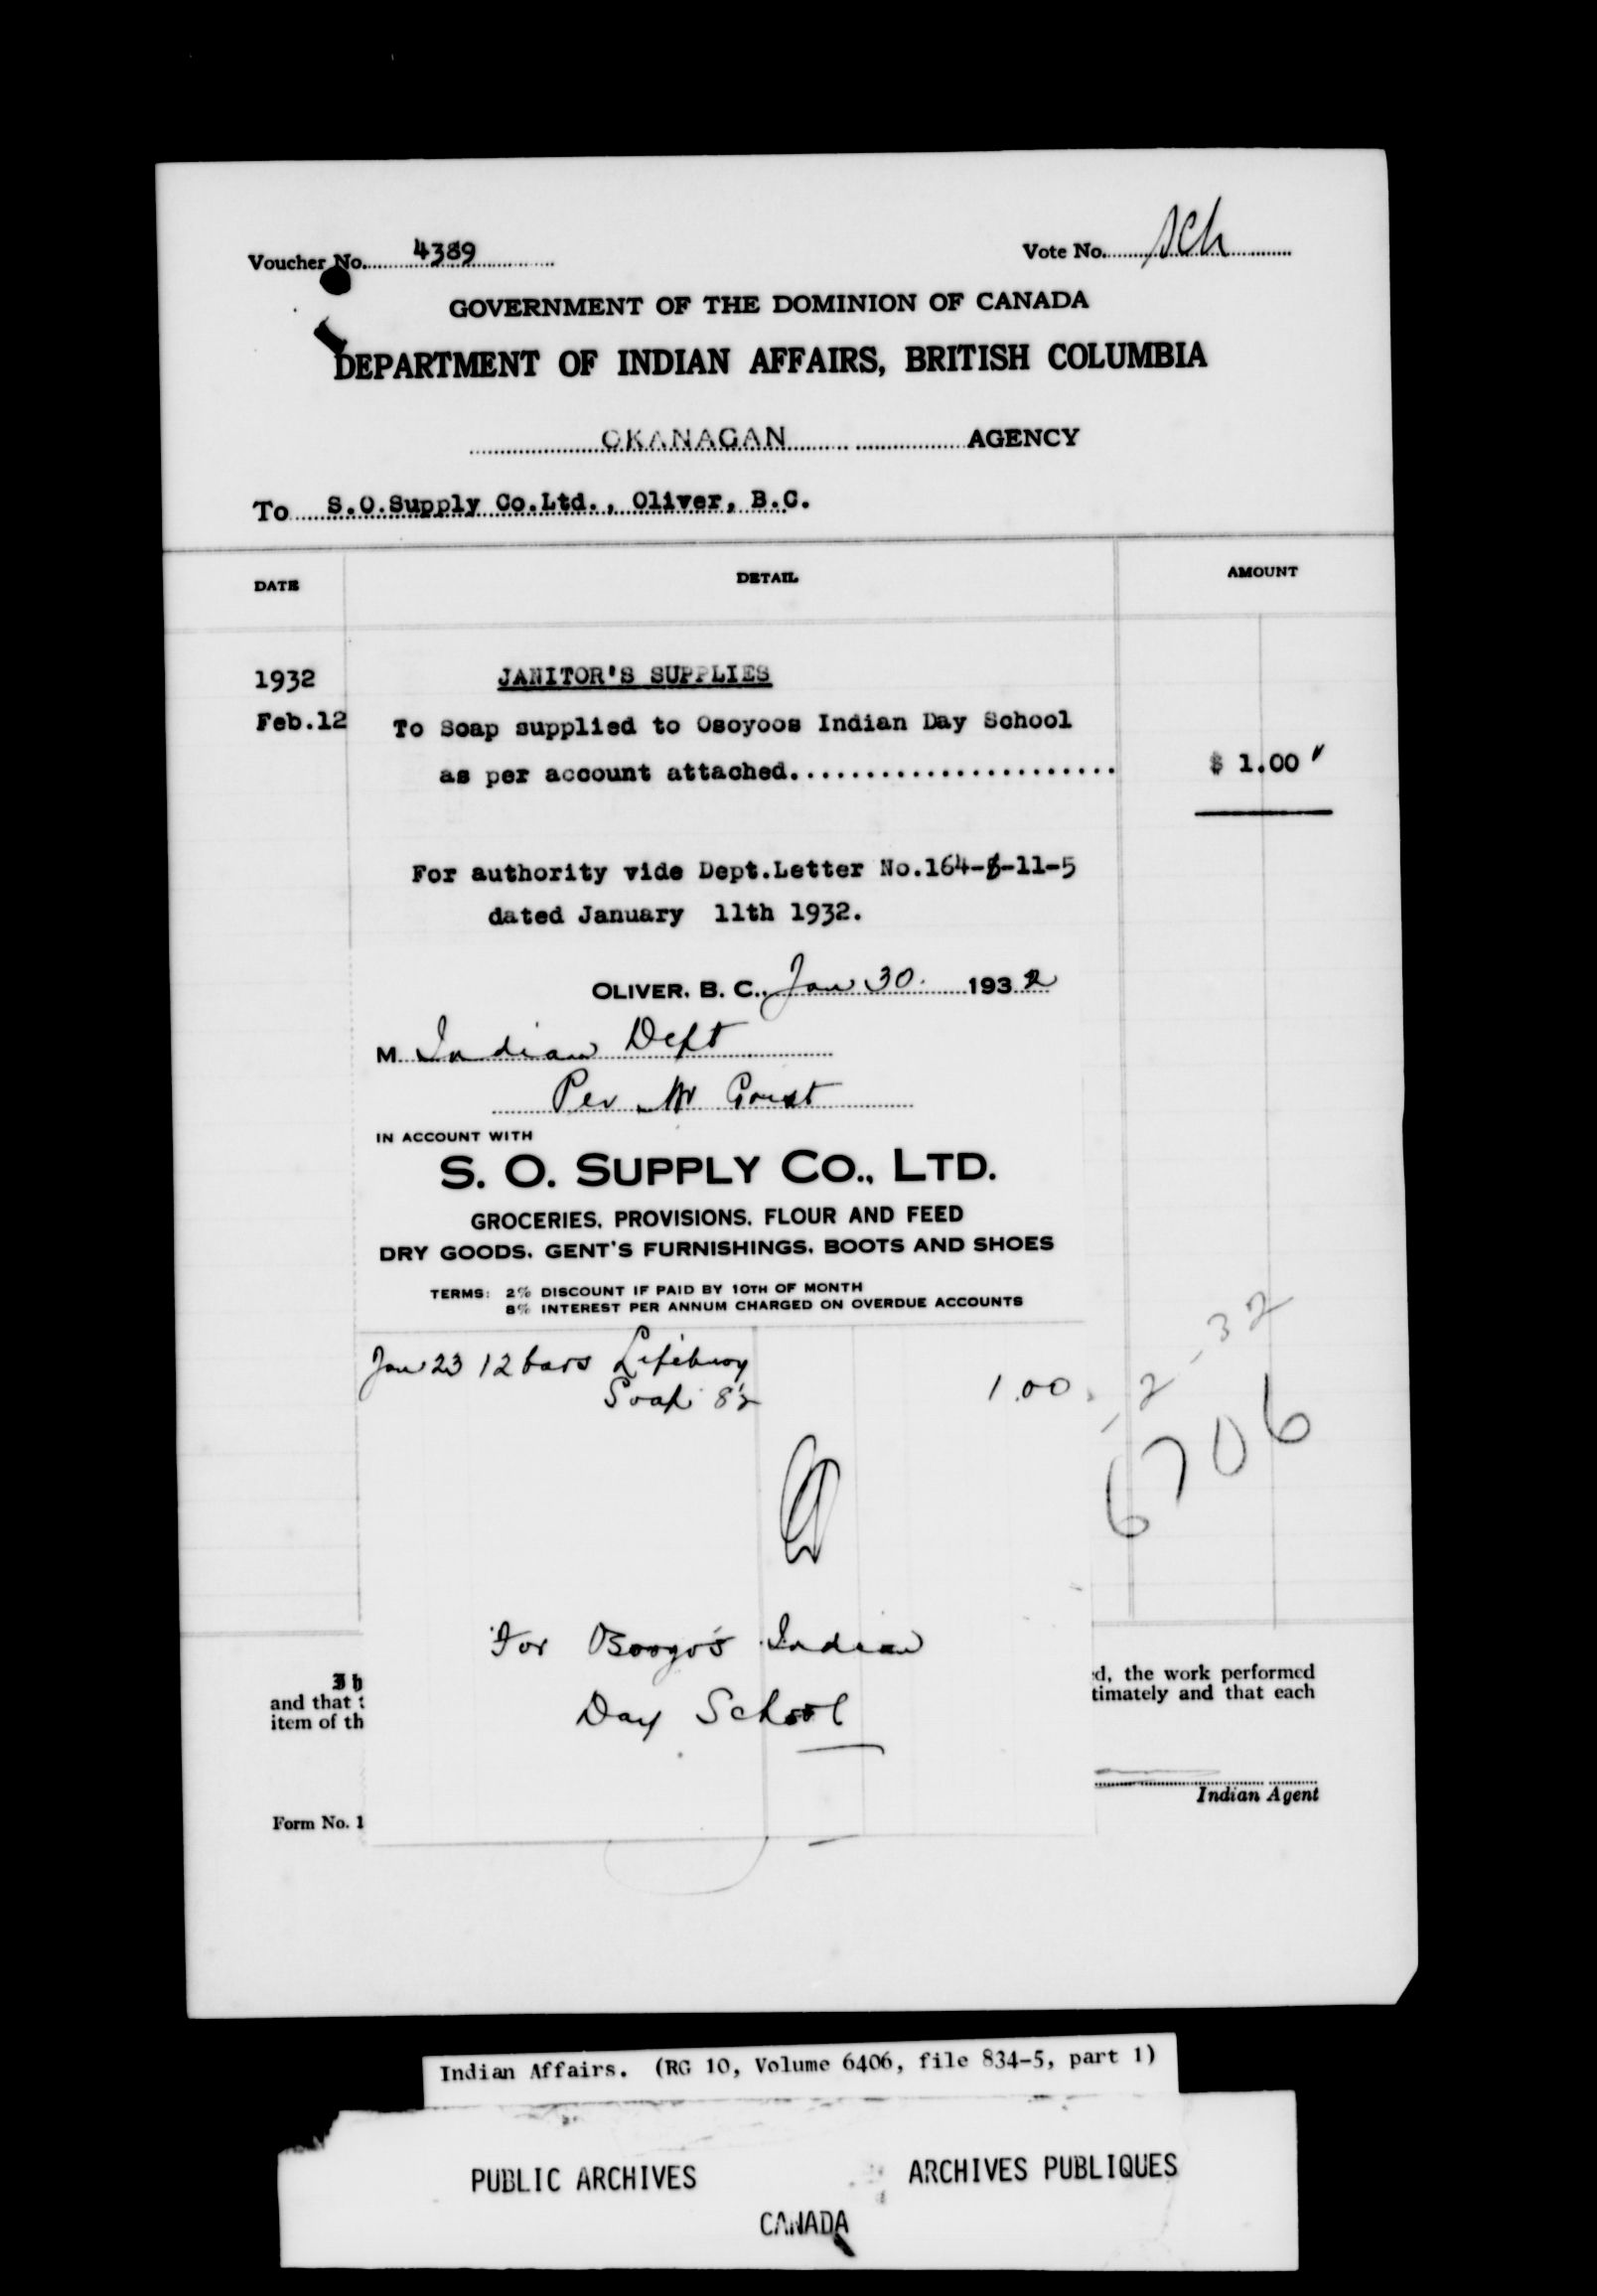 Voucher No. 4389
Vote No. Sch
GOVERNMENT OF THE DOMINION OF CANADA
DEPARTMENT OF INDIAN AFFAIRS, BRITISH COLUMBIA
OKANAGAN AGENCY
To S.O.Supply Co.Ltd., Oliver, B.C.
DATE DETAIL AMOUNT
1932 JANITOR'S SUPPLIES
Feb.12 To Soap supplied to Osoyoos Indian Day School
as per account attached...................... $ 1.00
For authority vide Dept.Letter No.164-5-11-5
dated January 11th 1932.
OLIVER, B. C., Jan 30. 1932
M Indian Dept
Per Mr
IN ACCOUNT WITH
S. O. SUPPLY CO., LTD.
GROCERIES, PROVISIONS, FLOUR AND FEED
DRY GOODS, GENT'S FURNISHINGS, BOOTS AND SHOES
TERMS: 2% DISCOUNT IF PAID BY 10TH OF MONTH
8% INTEREST PER ANNUM CHARGED ON OVERDUE ACCOUNTS
Jan 23 12 bars Lifebuoy
Soap 1.00
- 2 - 32
6706
For Indian
Day School
d, the work performed
and that t
timately and that each
item of th
Indian Agent
Form No. 1
Indian Affairs. (RG 10, Volume 6406, file 834-5, part 1)
PUBLIC ARCHIVES ARCHIVES PUBLIQUES
CANADA